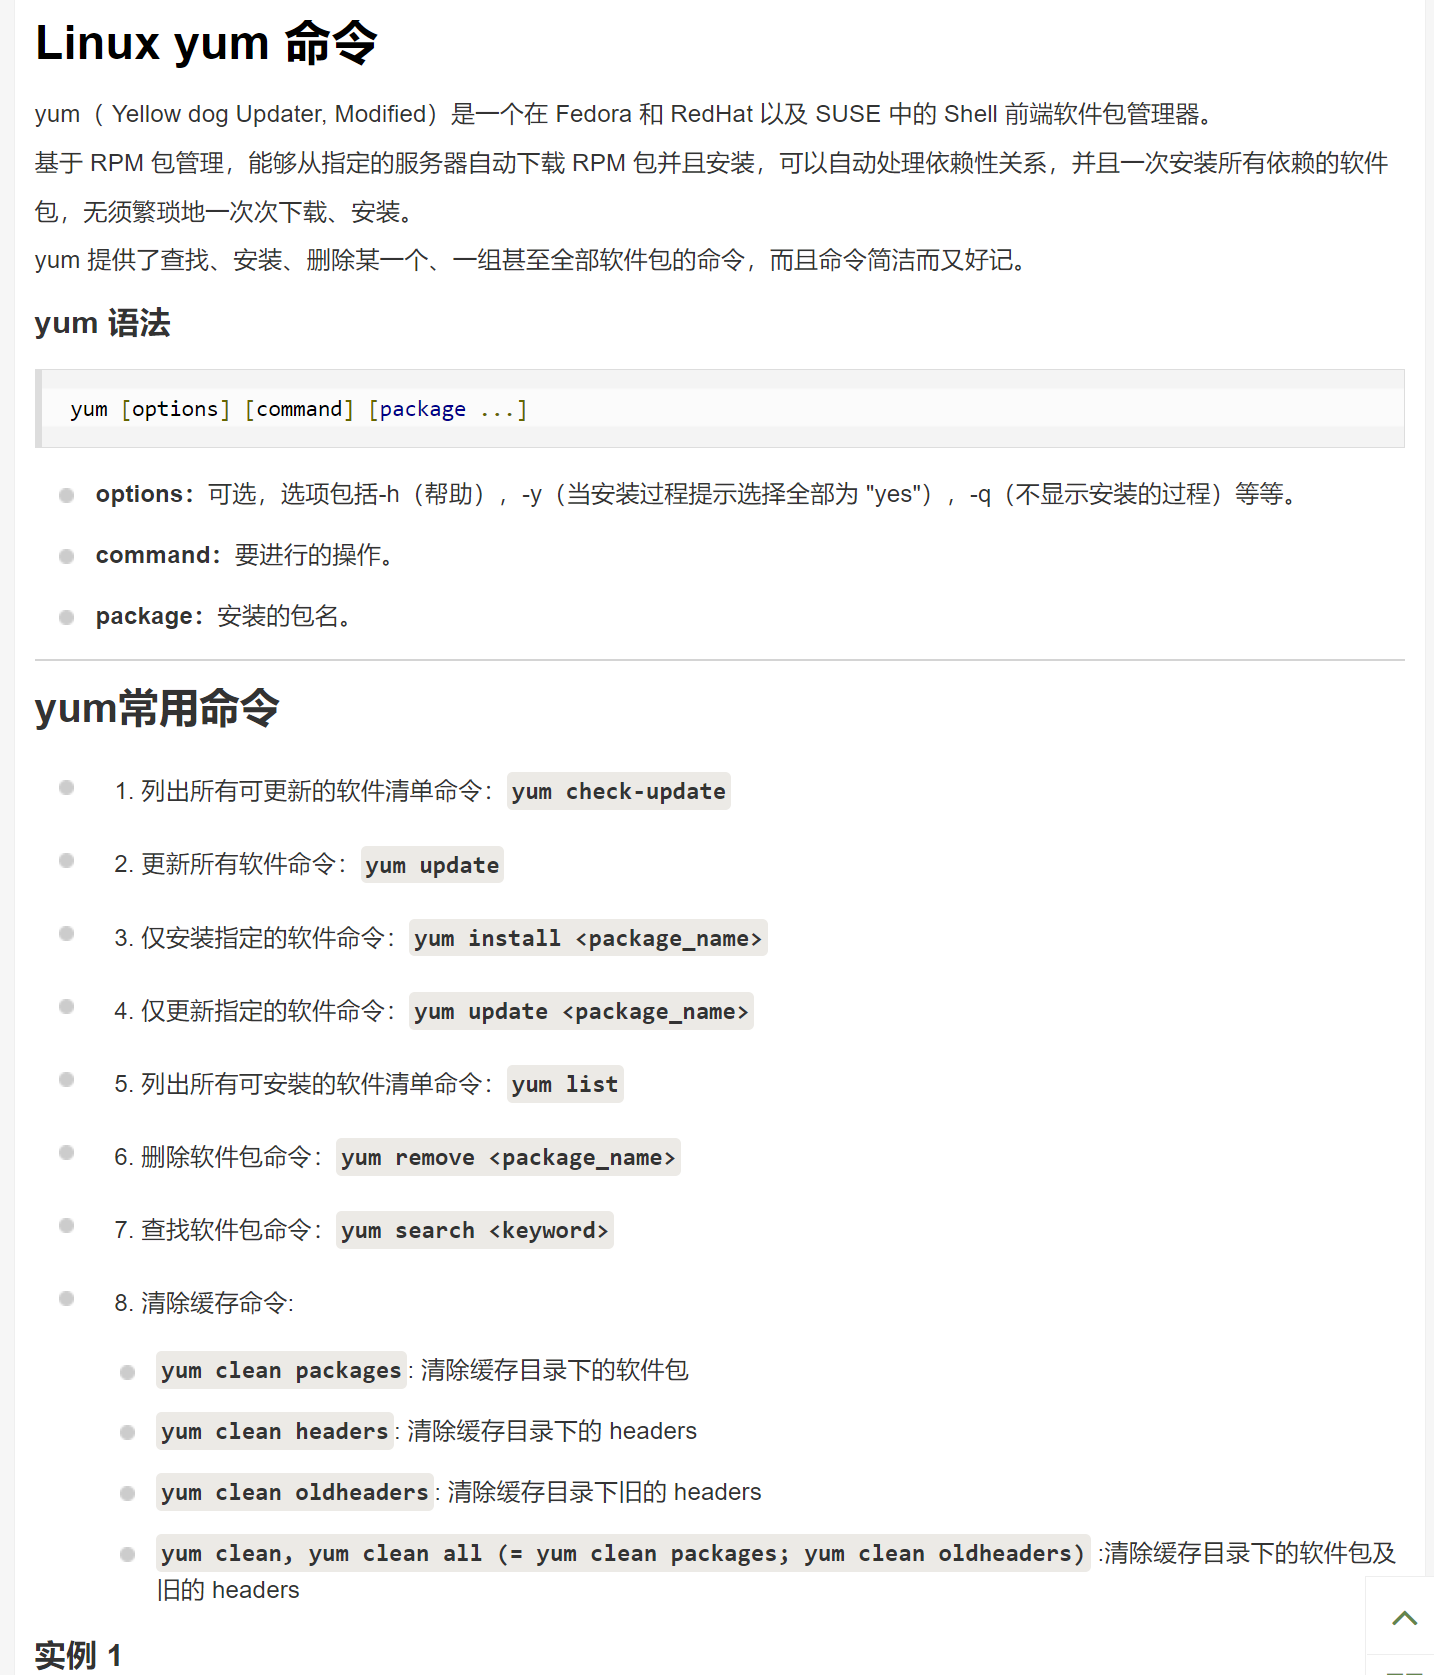 Linux yum 命令
yum（ Yellow dog Updater, Modified）是一个在 Fedora 和 RedHat 以及 SUSE 中的 Shell 前端软件包管理器。
基于 RPM 包管理，能够从指定的服务器自动下载 RPM 包并且安装，可以自动处理依赖性关系，并且一次安装所有依赖的软件
包，无须繁琐地一次次下载、安装。
yum 提供了查找、安装、删除某一个、一组甚至全部软件包的命令，而且命令简洁而又好记。
yum 语法
yum [options] [command] [package ...]
options：可选，选项包括-h（帮助），-y（当安装过程提示选择全部为 "yes"），-q（不显示安装的过程）等等。
command：要进行的操作。
package：安装的包名。
yum常用命令
1. 列出所有可更新的软件清单命令：yum check-update
2. 更新所有软件命令：yum update
3. 仅安装指定的软件命令：yum install <package_name>
4. 仅更新指定的软件命令：yum update <package_name>
5. 列出所有可安裝的软件清单命令：yum list
6. 删除软件包命令：yum remove <package_name>
7. 查找软件包命令：yum search <keyword>
8. 清除缓存命令:
yum clean packages: 清除缓存目录下的软件包
yum clean headers: 清除缓存目录下的 headers
yum clean oldheaders: 清除缓存目录下旧的 headers
yum clean, yum clean all (= yum clean packages; yum clean oldheaders) :清除缓存目录下的软件包及
旧的 headers
实例 1